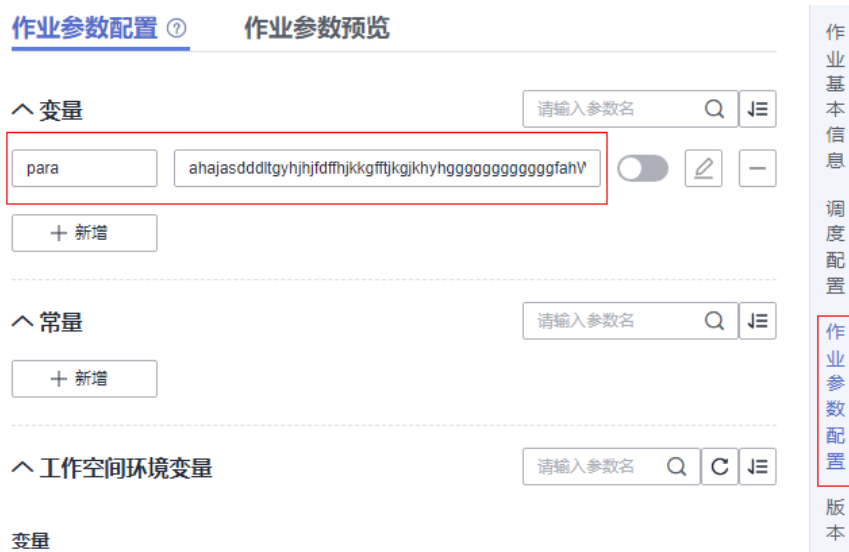 作业参数配置 ?
作业参数预览
变量
请输入参数名
para
ahajasdddltgyhjhjfdffhjkkgfftjkgjkhyhgggggggggggggfahW
新增
常量
请输入参数名
新增
工作空间环境变量
请输入参数名
变量
作业基本信息
调度配置
作业参数配置
版本